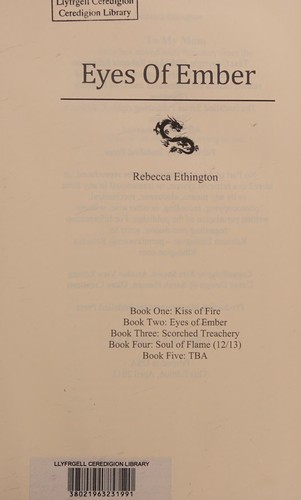 Llyfrgell Ceredigion
Ceredigion Library
Eyes Of Ember
Rebecca Ethington
Book One: Kiss of Fire
Book Two: Eyes of Ember
Book Three: Scorched Treachery
Book Four: Soul of Flame (12/13)
Book Five: TBA
LLYFRGELL CEREDIGION LIBRARY
38021963231991